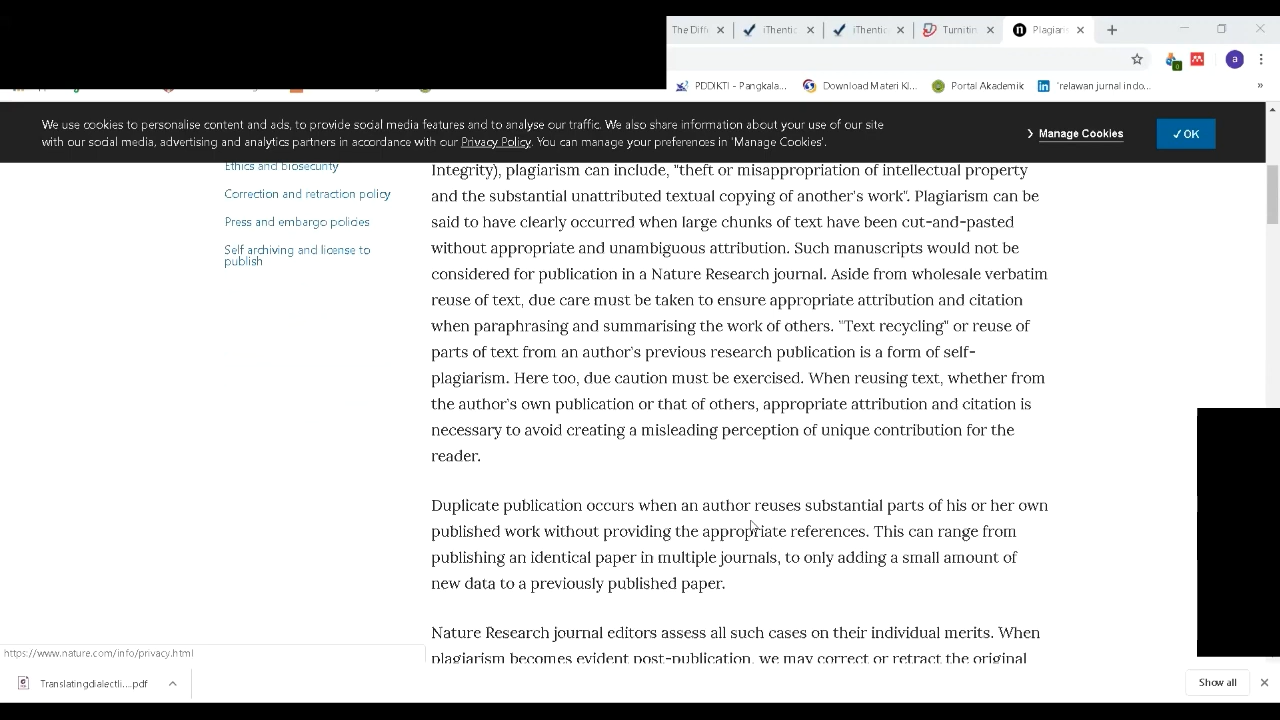 The Diff
iThentic
iThentic
Turnitin
Plagiaris
a
PDDIKTI - Pangkala...
Download Materi Kl...
Portal Akademik
'relawan jurnal indo...
»
We use cookies to personalise content and ads, to provide social media features and to analyse our traffic. We also share information about your use of our site
with our social media, advertising and analytics partners in accordance with our Privacy Policy. You can manage your preferences in 'Manage Cookies'.
Manage Cookies
✓ OK
Ethics and biosecurity
Correction and retraction policy
Press and embargo policies
Self archiving and license to
publish
Integrity), plagiarism can include, "theft or misappropriation of intellectual property
and the substantial unattributed textual copying of another's work". Plagiarism can be
said to have clearly occurred when large chunks of text have been cut-and-pasted
without appropriate and unambiguous attribution. Such manuscripts would not be
considered for publication in a Nature Research journal. Aside from wholesale verbatim
reuse of text, due care must be taken to ensure appropriate attribution and citation
when paraphrasing and summarising the work of others. "Text recycling" or reuse of
parts of text from an author's previous research publication is a form of self-
plagiarism. Here too, due caution must be exercised. When reusing text, whether from
the author's own publication or that of others, appropriate attribution and citation is
necessary to avoid creating a misleading perception of unique contribution for the
reader.
Duplicate publication occurs when an author reuses substantial parts of his or her own
published work without providing the appropriate references. This can range from
publishing an identical paper in multiple journals, to only adding a small amount of
new data to a previously published paper.
Nature Research journal editors assess all such cases on their individual merits. When
plagiarism becomes evident post-publication, we may correct or retract the original
https://www.nature.com/info/privacy.html
Translatingdialectli....pdf
Show all